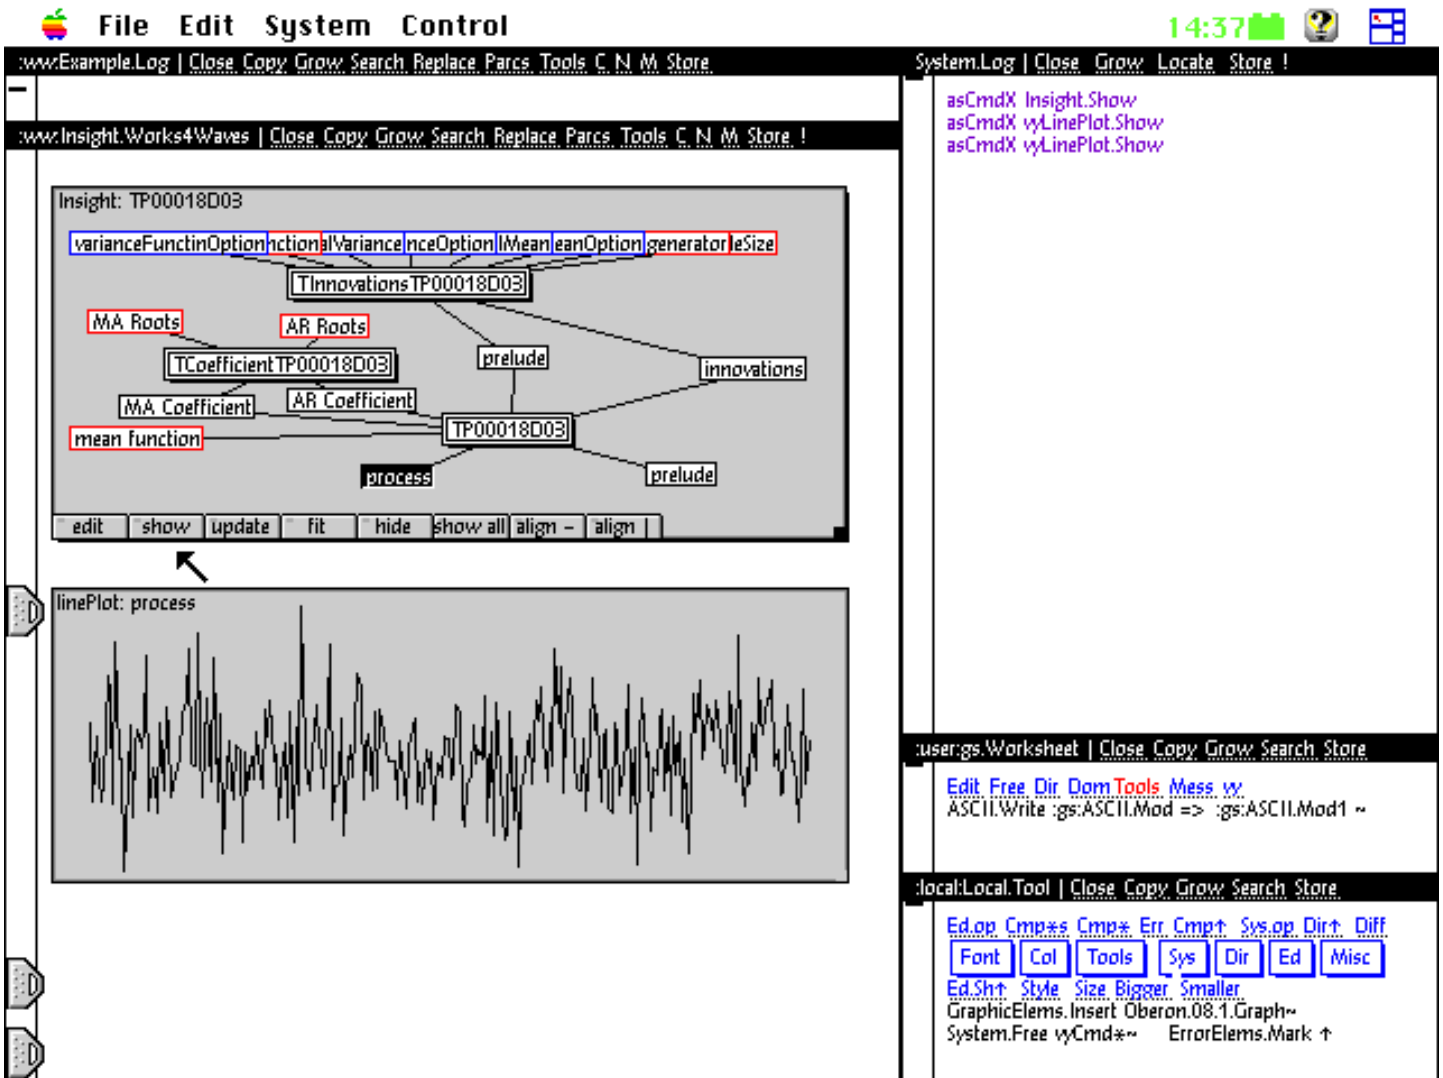 File Edit System Control
14:37
:ww:Example.Log | Close Copy Grow Search Replace Parcs Tools C N M Store
:ww:Insight.Works4Waves | Close Copy Grow Search Replace Parcs Tools C N M Store !
Insight: TP00018D03
varianceFunctinOption nction alVariance nceOption lMean eanOption generator leSize
TInnovationsTP00018D03
MA Roots
AR Roots
TCoefficientTP00018D03
prelude
innovations
MA Coefficient
AR Coefficient
mean function
TP00018D03
process
prelude
edit show update fit hide show all align – align |
linePlot: process
System.Log | Close Grow Locate Store !
asCmdX Insight.Show
asCmdX vyLinePlot.Show
asCmdX vyLinePlot.Show
:user:gs.Worksheet | Close Copy Grow Search Store
Edit Free Dir Dom Tools Mess vy
ASCII.Write :gs:ASCII.Mod => :gs:ASCII.Mod1 ~
:local:Local.Tool | Close Copy Grow Search Store
Ed.op Cmp*s Cmp* Err Cmp↑ Sys.op Dir↑ Diff
Font Col Tools Sys Dir Ed Misc
Ed.Sh↑ Style Size Bigger Smaller
GraphicElems.Insert Oberon.08.1.Graph~
System.Free vyCmd*~ ErrorElems.Mark ↑